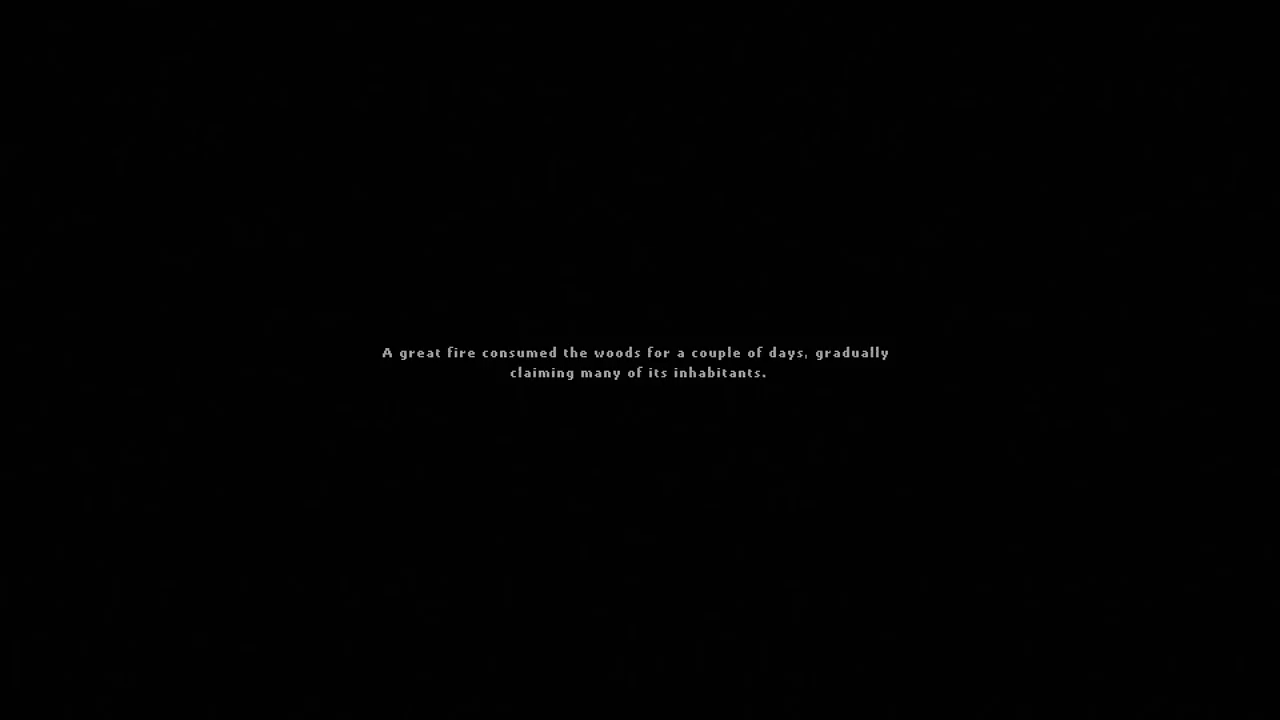 A great fire consumed the woods for a couple of days, gradually
claiming many of its inhabitants.